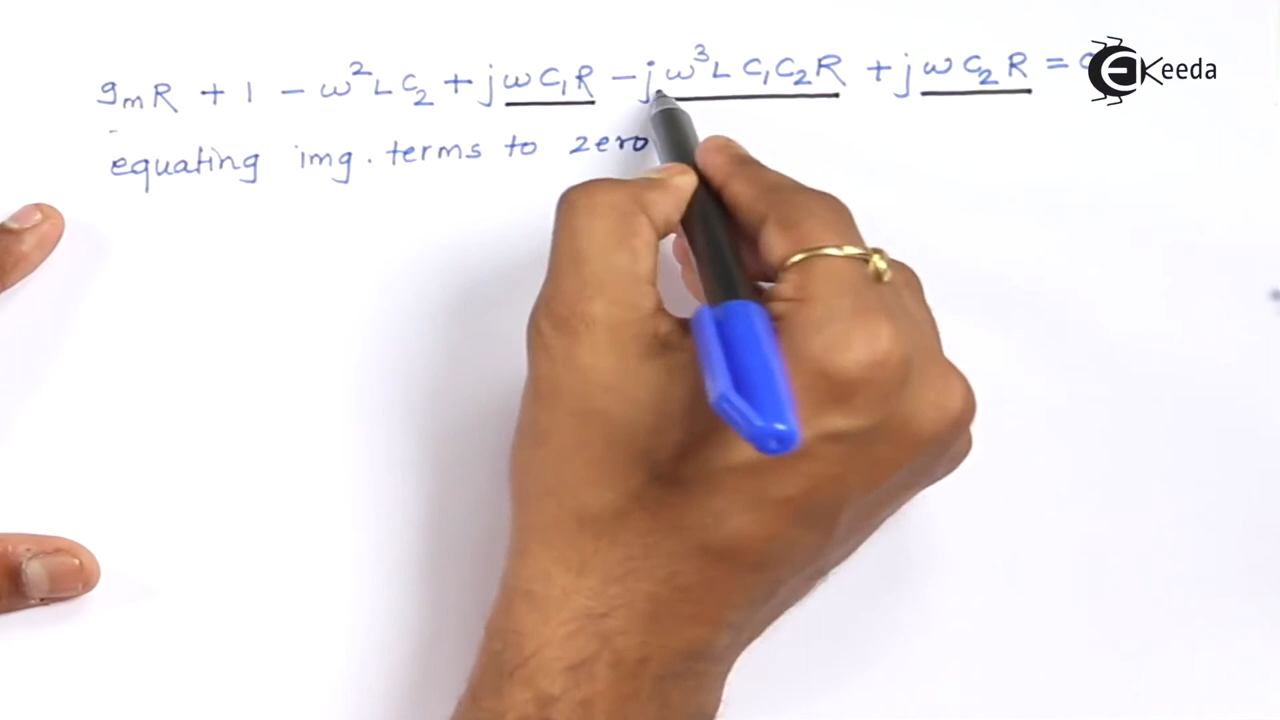 gmR + 1 - ω²LC₂ + jωC₁R - jω³LC₁C₂R + jωC₂R =
Keeda
equating img. terms to zero